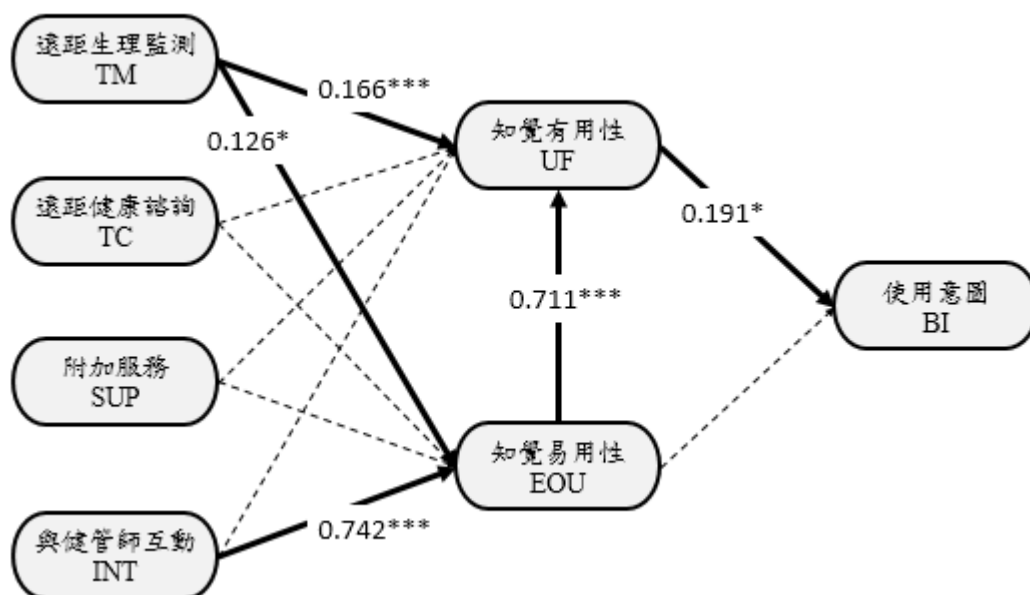 遠距生理監測
TM
0.166***
0.126*
知覺有用性
UF
遠距健康諮詢
TC
0.191*
0.711***
使用意圖
BI
附加服務
SUP
知覺易用性
EOU
0.742***
與健管師互動
INT